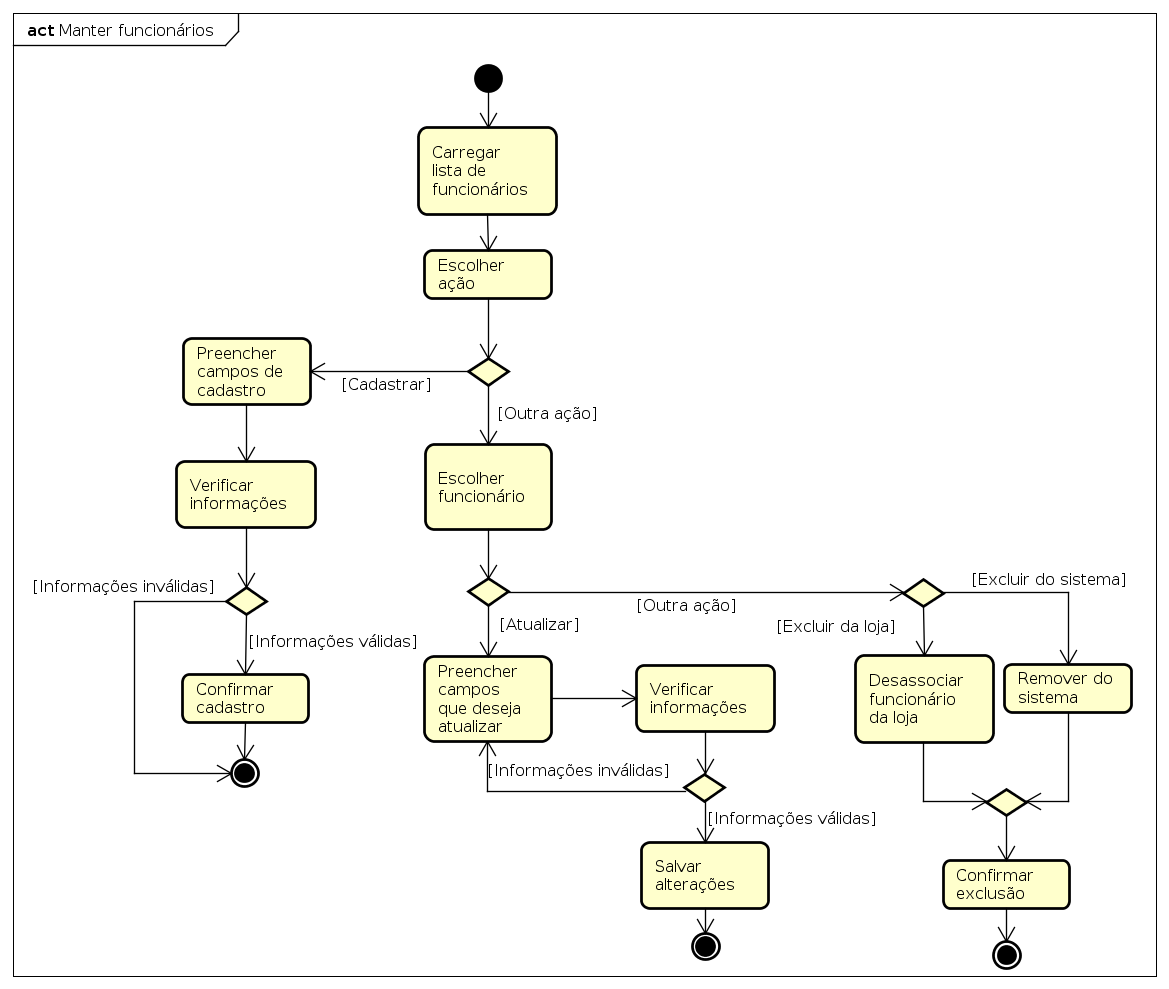 act Manter funcionários
Carregar
lista de
funcionários
Escolher
ação
Preencher
campos de
cadastro
[Cadastrar]
[Outra ação]
Verificar
informações
Escolher
funcionário
[Informações inválidas]
[Informações válidas]
Confirmar
cadastro
[Outra ação]
[Atualizar]
[Excluir do sistema]
[Excluir da loja]
Preencher
campos
que deseja
atualizar
Verificar
informações
Desassociar
funcionário
da loja
Remover do
sistema
[Informações inválidas]
[Informações válidas]
Salvar
alterações
Confirmar
exclusão